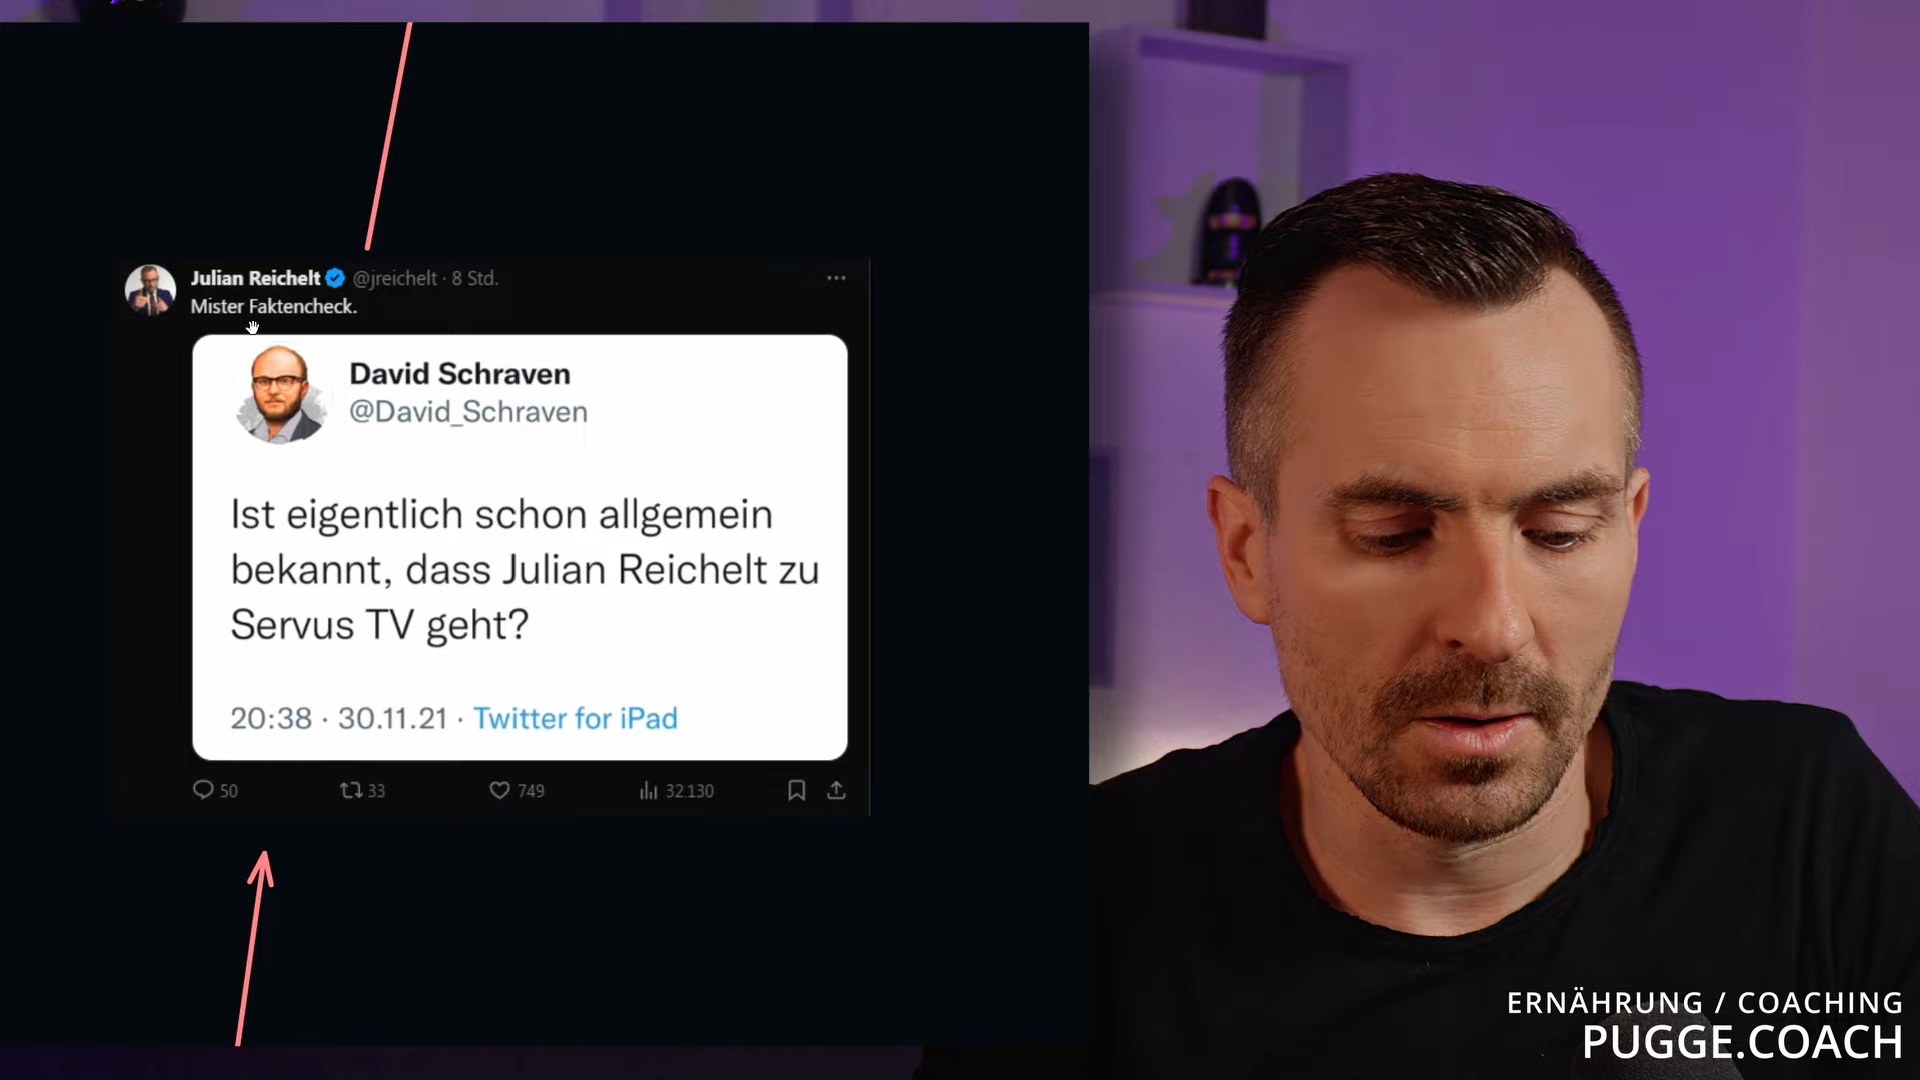 Julian Reichelt @jreichelt · 8 Std.
Mister Faktencheck.
David Schraven
@David_Schraven
Ist eigentlich schon allgemein
bekannt, dass Julian Reichelt zu
Servus TV geht?
20:38 · 30.11.21 · Twitter for iPad
50 33 749 32.130
ERNÄHRUNG / COACHING
PUGGE.COACH